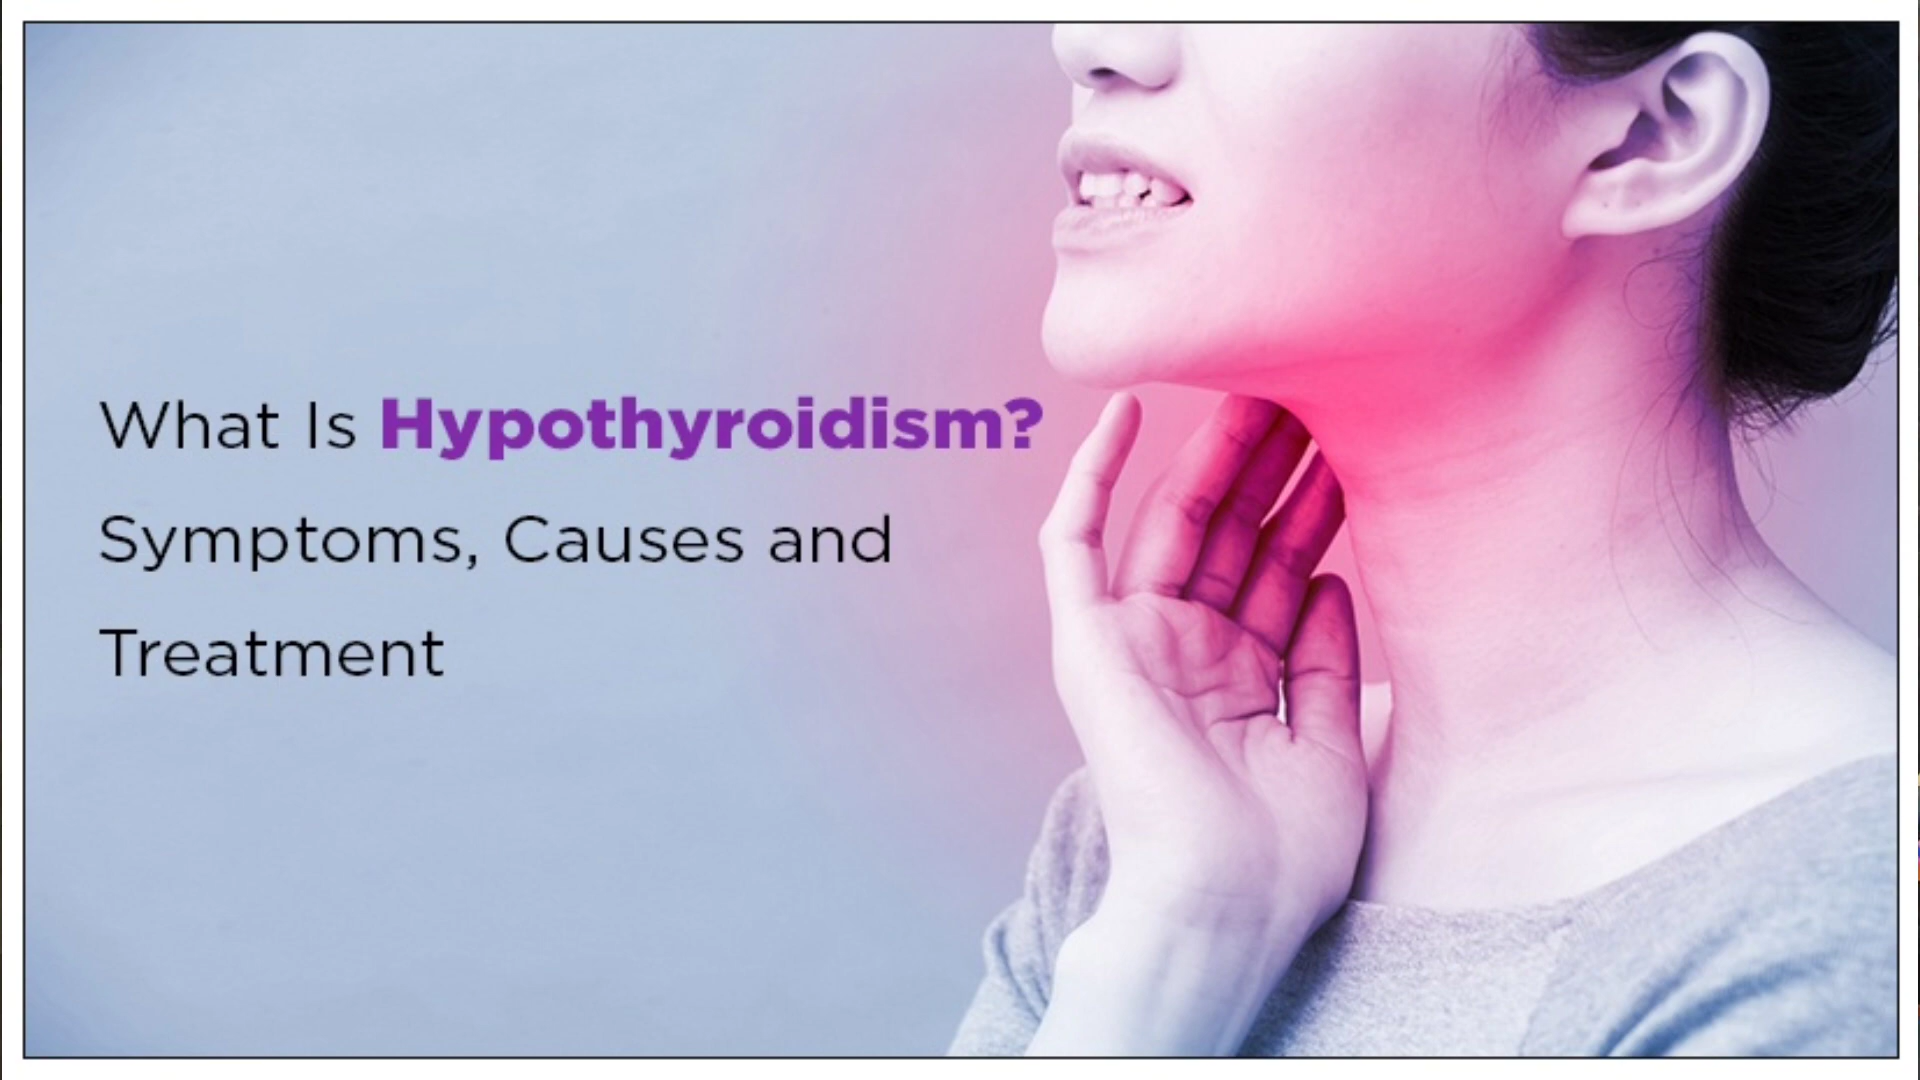 What Is Hypothyroidism?
Symptoms, Causes and
Treatment